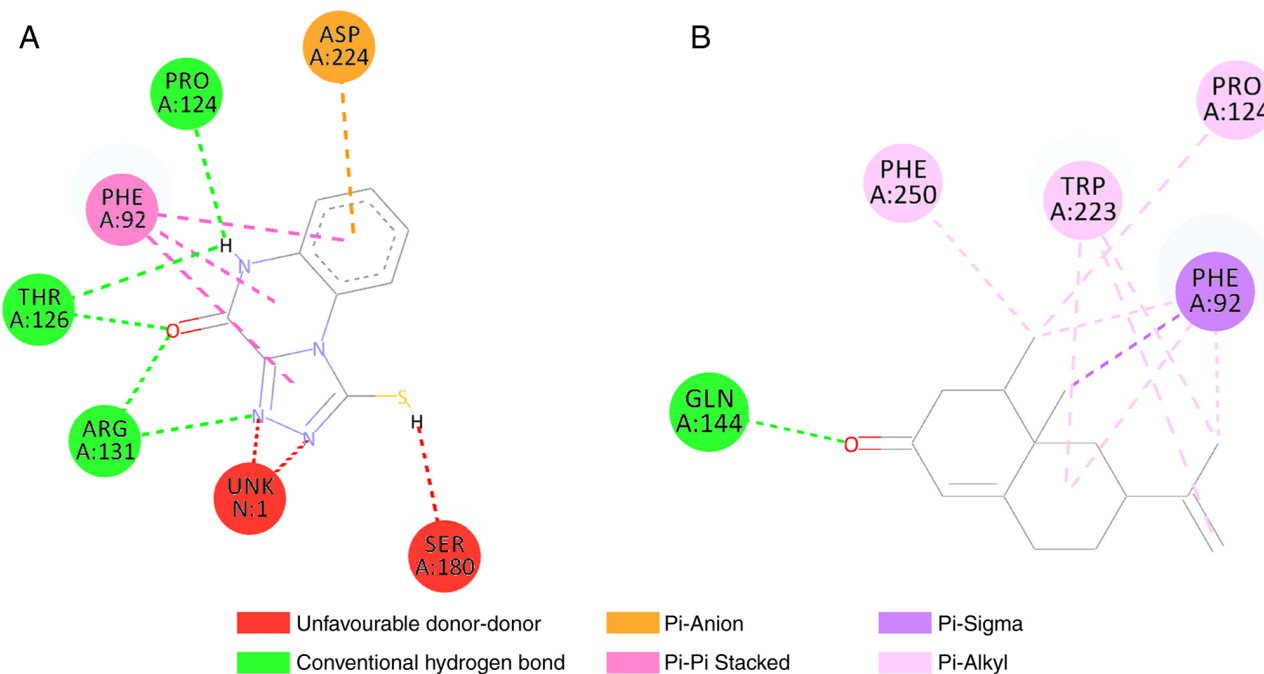 A
ASP
A:224
PRO
A:124
PHE
A:92
H
N
THR
A:126
O
N
S
H
N
N
ARG
A:131
UNK
N:1
SER
A:180
B
PRO
A:124
PHE
A:250
TRP
A:223
PHE
A:92
GLN
A:144
O
Unfavourable donor-donor
Conventional hydrogen bond
Pi-Anion
Pi-Pi Stacked
Pi-Sigma
Pi-Alkyl